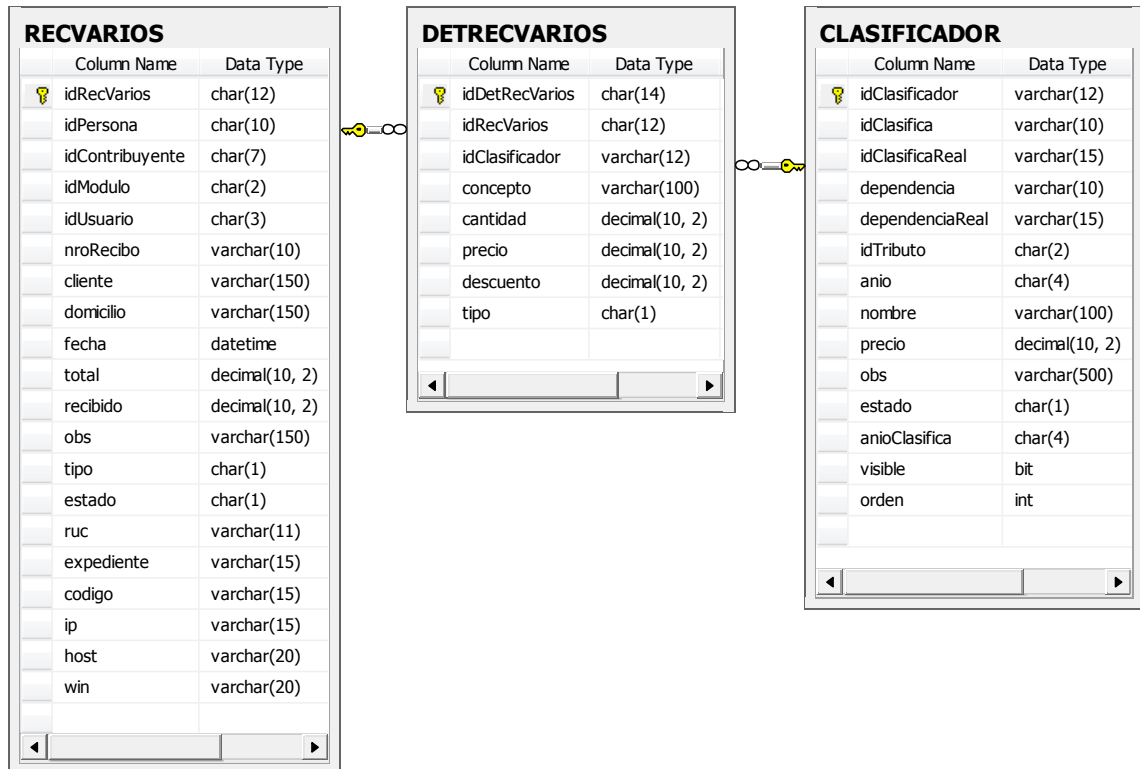 RECVARIOS
Column Name Data Type
idRecVarios char(12)
idPersona char(10)
idContribuyente char(7)
idModulo char(2)
idUsuario char(3)
nroRecibo varchar(10)
cliente varchar(150)
domicilio varchar(150)
fecha datetime
total decimal(10, 2)
recibido decimal(10, 2)
obs varchar(150)
tipo char(1)
estado char(1)
ruc varchar(11)
expediente varchar(15)
codigo varchar(15)
ip varchar(15)
host varchar(20)
win varchar(20)
DETRECVARIOS
Column Name Data Type
idDetRecVarios char(14)
idRecVarios char(12)
idClasificador varchar(12)
concepto varchar(100)
cantidad decimal(10, 2)
precio decimal(10, 2)
descuento decimal(10, 2)
tipo char(1)
CLASIFICADOR
Column Name Data Type
idClasificador varchar(12)
idClasifica varchar(10)
idClasificaReal varchar(15)
dependencia varchar(10)
dependenciaReal varchar(15)
idTributo char(2)
anio char(4)
nombre varchar(100)
precio decimal(10, 2)
obs varchar(500)
estado char(1)
anioClasifica char(4)
visible bit
orden int